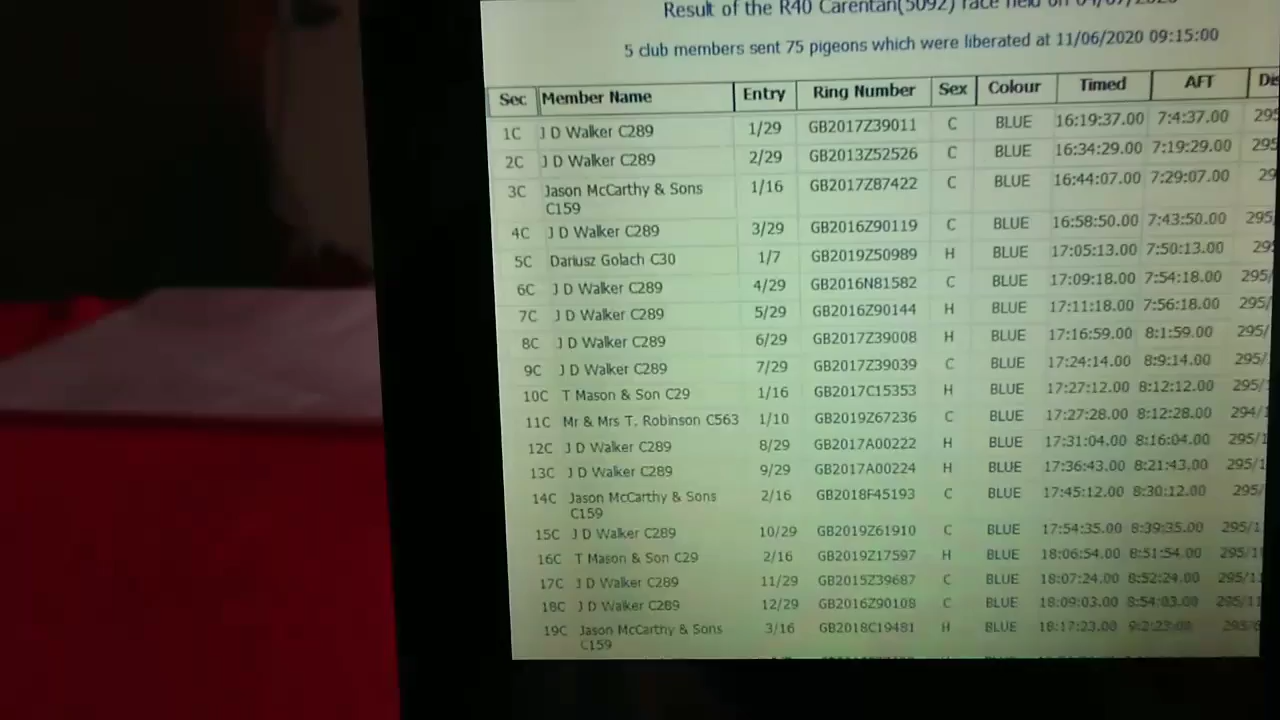 Result of the R40 Carentan(5092) race held on
5 club members sent 75 pigeons which were liberated at 11/06/2020 09:15:00
Sec Member Name Entry Ring Number Sex Colour Timed AFT
1C J D Walker C289 1/29 GB2017Z39011 C BLUE 16:19:37.00 7:4:37.00 295
2C J D Walker C289 2/29 GB2013Z52526 C BLUE 16:34:29.00 7:19:29.00 295
3C Jason McCarthy & Sons 1/16 GB2017Z87422 C BLUE 16:44:07.00 7:29:07.00 29
C159
4C J D Walker C289 3/29 GB2016Z90119 C BLUE 16:58:50.00 7:43:50.00 295
5C Dariusz Golach C30 1/7 GB2019Z50989 H BLUE 17:05:13.00 7:50:13.00 295
6C J D Walker C289 4/29 GB2016N81582 C BLUE 17:09:18.00 7:54:18.00 295/
7C J D Walker C289 5/29 GB2016Z90144 H BLUE 17:11:18.00 7:56:18.00 295/
8C J D Walker C289 6/29 GB2017Z39008 H BLUE 17:16:59.00 8:1:59.00 295/
9C J D Walker C289 7/29 GB2017Z39039 C BLUE 17:24:14.00 8:9:14.00 295/
10C T Mason & Son C29 1/16 GB2017C15353 H BLUE 17:27:12.00 8:12:12.00 295/
11C Mr & Mrs T. Robinson C563 1/10 GB2019Z67236 C BLUE 17:27:28.00 8:12:28.00 294/1
12C J D Walker C289 8/29 GB2017A00222 H BLUE 17:31:04.00 8:16:04.00 295/1
13C J D Walker C289 9/29 GB2017A00224 H BLUE 17:36:43.00 8:21:43.00 295/1
14C Jason McCarthy & Sons 2/16 GB2018F45193 C BLUE 17:45:12.00 8:30:12.00 295/
C159
15C J D Walker C289 10/29 GB2019Z61910 C BLUE 17:54:35.00 8:39:35.00 295/1
16C T Mason & Son C29 2/16 GB2019Z17597 H BLUE 18:06:54.00 8:51:54.00 295/11
17C J D Walker C289 11/29 GB2015Z39687 C BLUE 18:07:24.00 8:52:24.00 295/11
18C J D Walker C289 12/29 GB2016Z90108 C BLUE 18:09:03.00 8:54:03.00 295/11
19C Jason McCarthy & Sons 3/16 GB2018C19481 H BLUE 18:17:23.00 9:2:23.00
C159